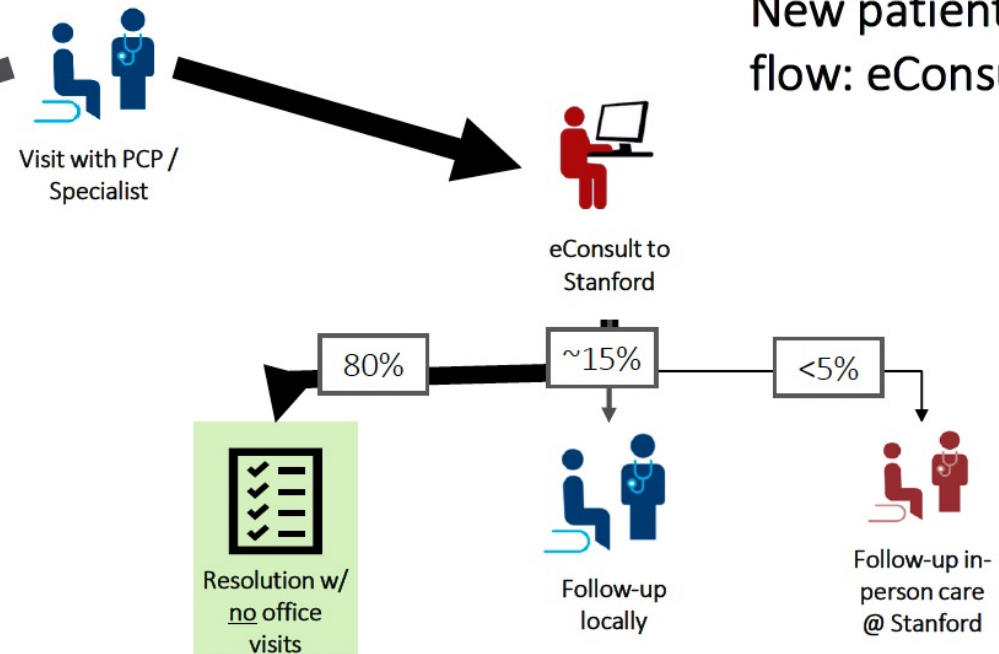 New patient
flow: eConsu
Visit with PCP /
Specialist
eConsult to
Stanford
80%
~15%
<5%
Resolution w/
no office
visits
Follow-up
locally
Follow-up in-
person care
@ Stanford